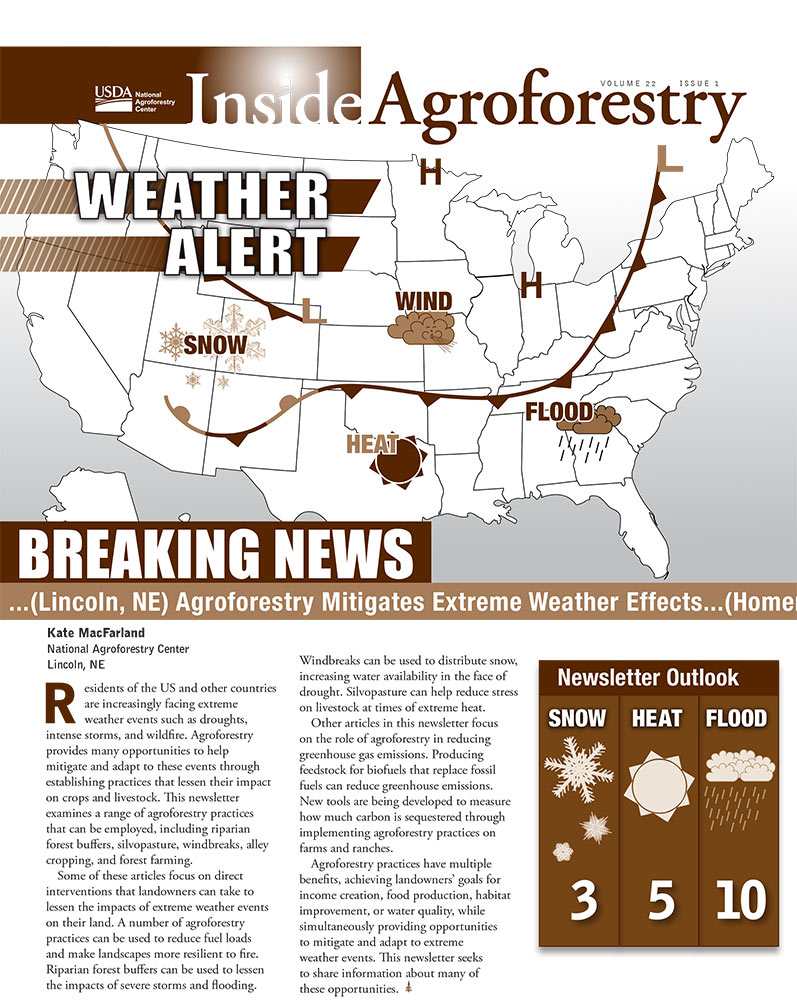 USDA National
Agroforestry
Center
Inside Agroforestry
VOLUME 22 ISSUE 1
WEATHER
ALERT
H
L
H
L
WIND
SNOW
FLOOD
HEAT
BREAKING NEWS
...(Lincoln, NE) Agroforestry Mitigates Extreme Weather Effects...(Homer
Kate MacFarland
National Agroforestry Center
Lincoln, NE
Residents of the US and other countries
are increasingly facing extreme
weather events such as droughts,
intense storms, and wildfire. Agroforestry
provides many opportunities to help
mitigate and adapt to these events through
establishing practices that lessen their impact
on crops and livestock. This newsletter
examines a range of agroforestry practices
that can be employed, including riparian
forest buffers, silvopasture, windbreaks, alley
cropping, and forest farming.
Some of these articles focus on direct
interventions that landowners can take to
lessen the impacts of extreme weather events
on their land. A number of agroforestry
practices can be used to reduce fuel loads
and make landscapes more resilient to fire.
Riparian forest buffers can be used to lessen
the impacts of severe storms and flooding.
Windbreaks can be used to distribute snow,
increasing water availability in the face of
drought. Silvopasture can help reduce stress
on livestock at times of extreme heat.
Other articles in this newsletter focus
on the role of agroforestry in reducing
greenhouse gas emissions. Producing
feedstock for biofuels that replace fossil
fuels can reduce greenhouse emissions.
New tools are being developed to measure
how much carbon is sequestered through
implementing agroforestry practices on
farms and ranches.
Agroforestry practices have multiple
benefits, achieving landowners' goals for
income creation, food production, habitat
improvement, or water quality, while
simultaneously providing opportunities
to mitigate and adapt to extreme
weather events. This newsletter seeks
to share information about many of
these opportunities.
Newsletter Outlook
SNOW HEAT FLOOD
3 5 10